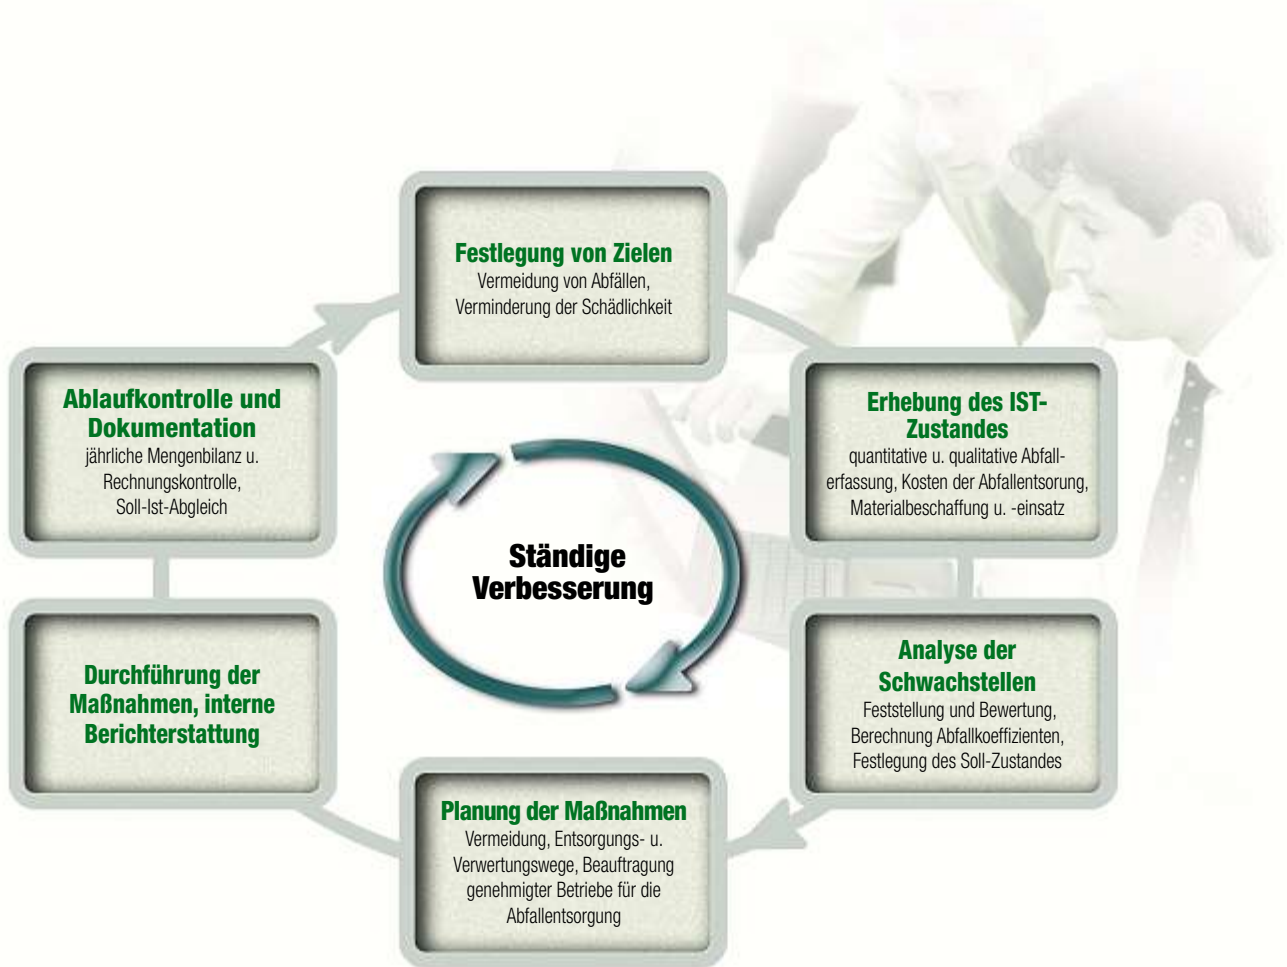 Festlegung von Zielen
Vermeidung von Abfällen,
Verminderung der Schädlichkeit
Erhebung des IST-
Zustandes
quantitative u. qualitative Abfall-
erfassung, Kosten der Abfallentsorung,
Materialbeschaffung u. -einsatz
Analyse der
Schwachstellen
Feststellung und Bewertung,
Berechnung Abfallkoeffizienten,
Festlegung des Soll-Zustandes
Planung der Maßnahmen
Vermeidung, Entsorgungs- u.
Verwertungswege, Beauftragung
genehmigter Betriebe für die
Abfallentsorgung
Durchführung der
Maßnahmen, interne
Berichterstattung
Ablaufkontrolle und
Dokumentation
jährliche Mengenbilanz u.
Rechnungskontrolle,
Soll-Ist-Abgleich
Ständige
Verbesserung